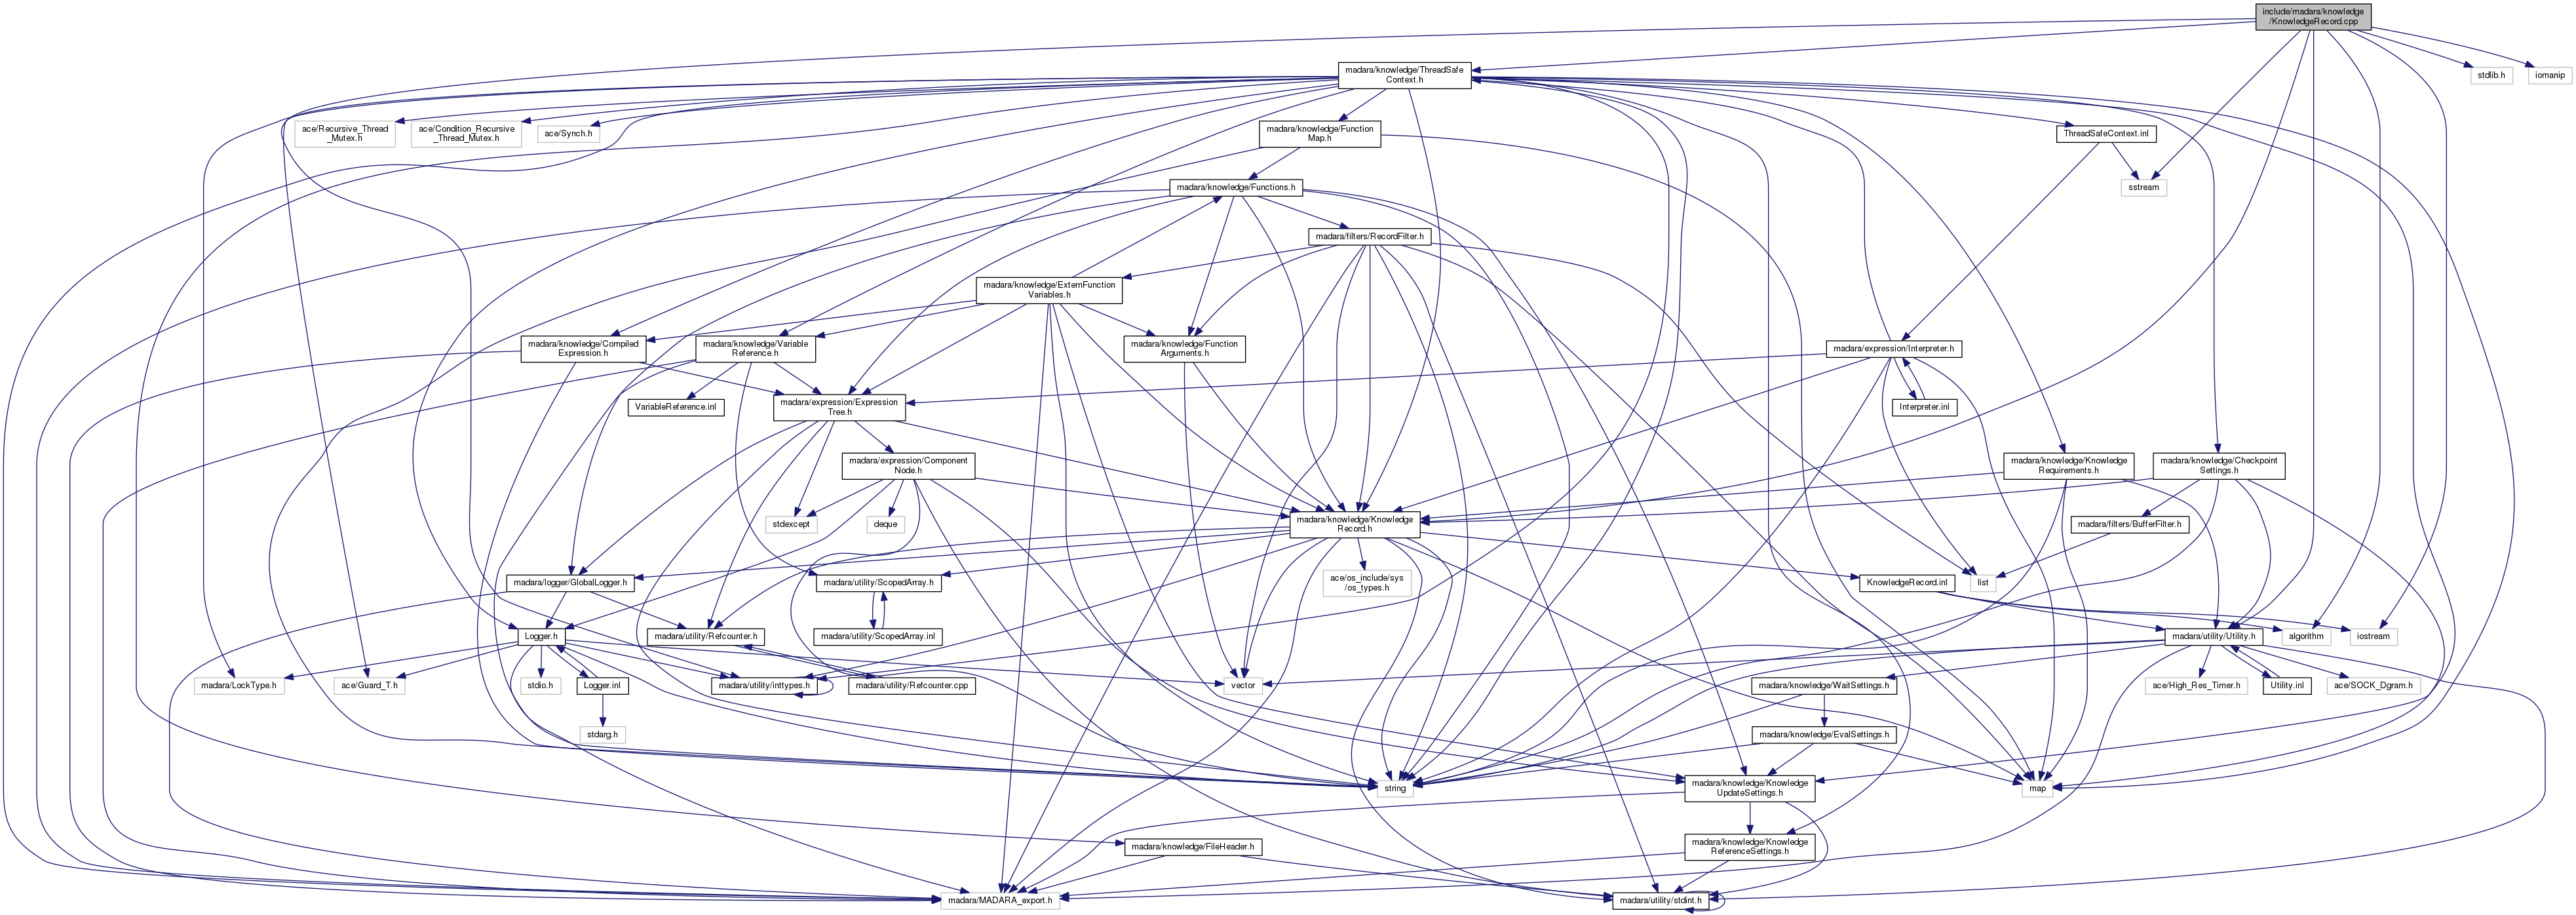 include/madara/knowledge
/KnowledgeRecord.cpp
madara/knowledge/ThreadSafe
Context.h
stdlib.h
iomanip
ace/Recursive_Thread
_Mutex.h
ace/Condition_Recursive
_Thread_Mutex.h
ace/Synch.h
madara/knowledge/Function
Map.h
ThreadSafeContext.inl
madara/knowledge/Functions.h
sstream
madara/filters/RecordFilter.h
madara/knowledge/ExternFunction
Variables.h
madara/knowledge/Compiled
Expression.h
madara/knowledge/Variable
Reference.h
madara/knowledge/Function
Arguments.h
madara/expression/Interpreter.h
VariableReference.inl
madara/expression/Expression
Tree.h
Interpreter.inl
madara/expression/Component
Node.h
madara/knowledge/Knowledge
Requirements.h
madara/knowledge/Checkpoint
Settings.h
stdexcept
deque
madara/knowledge/Knowledge
Record.h
madara/filters/BufferFilter.h
madara/logger/GlobalLogger.h
madara/utility/ScopedArray.h
ace/os_include/sys
/os_types.h
KnowledgeRecord.inl
list
Logger.h
madara/utility/Refcounter.h
madara/utility/ScopedArray.inl
madara/utility/Utility.h
algorithm
iostream
madara/LockType.h
ace/Guard_T.h
stdio.h
Logger.inl
madara/utility/inttypes.h
madara/utility/Refcounter.cpp
vector
madara/knowledge/WaitSettings.h
ace/High_Res_Timer.h
Utility.inl
ace/SOCK_Dgram.h
stdarg.h
madara/knowledge/EvalSettings.h
string
madara/knowledge/Knowledge
UpdateSettings.h
map
madara/knowledge/FileHeader.h
madara/knowledge/Knowledge
ReferenceSettings.h
madara/MADARA_export.h
madara/utility/stdint.h